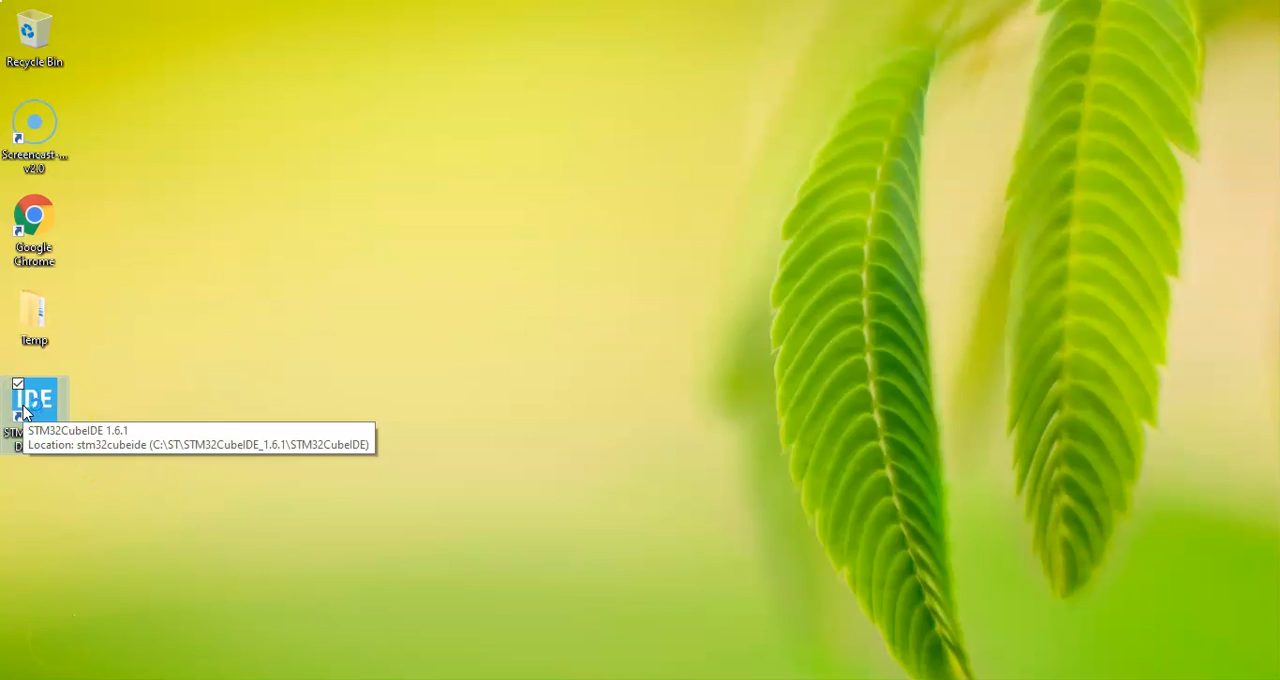 Recycle Bin
Screencast-...
v2.0
Google
Chrome
Temp
IDE
STM32CubeIDE 1.6.1
Location: stm32cubeide (C:\ST\STM32CubeIDE_1.6.1\STM32CubeIDE)